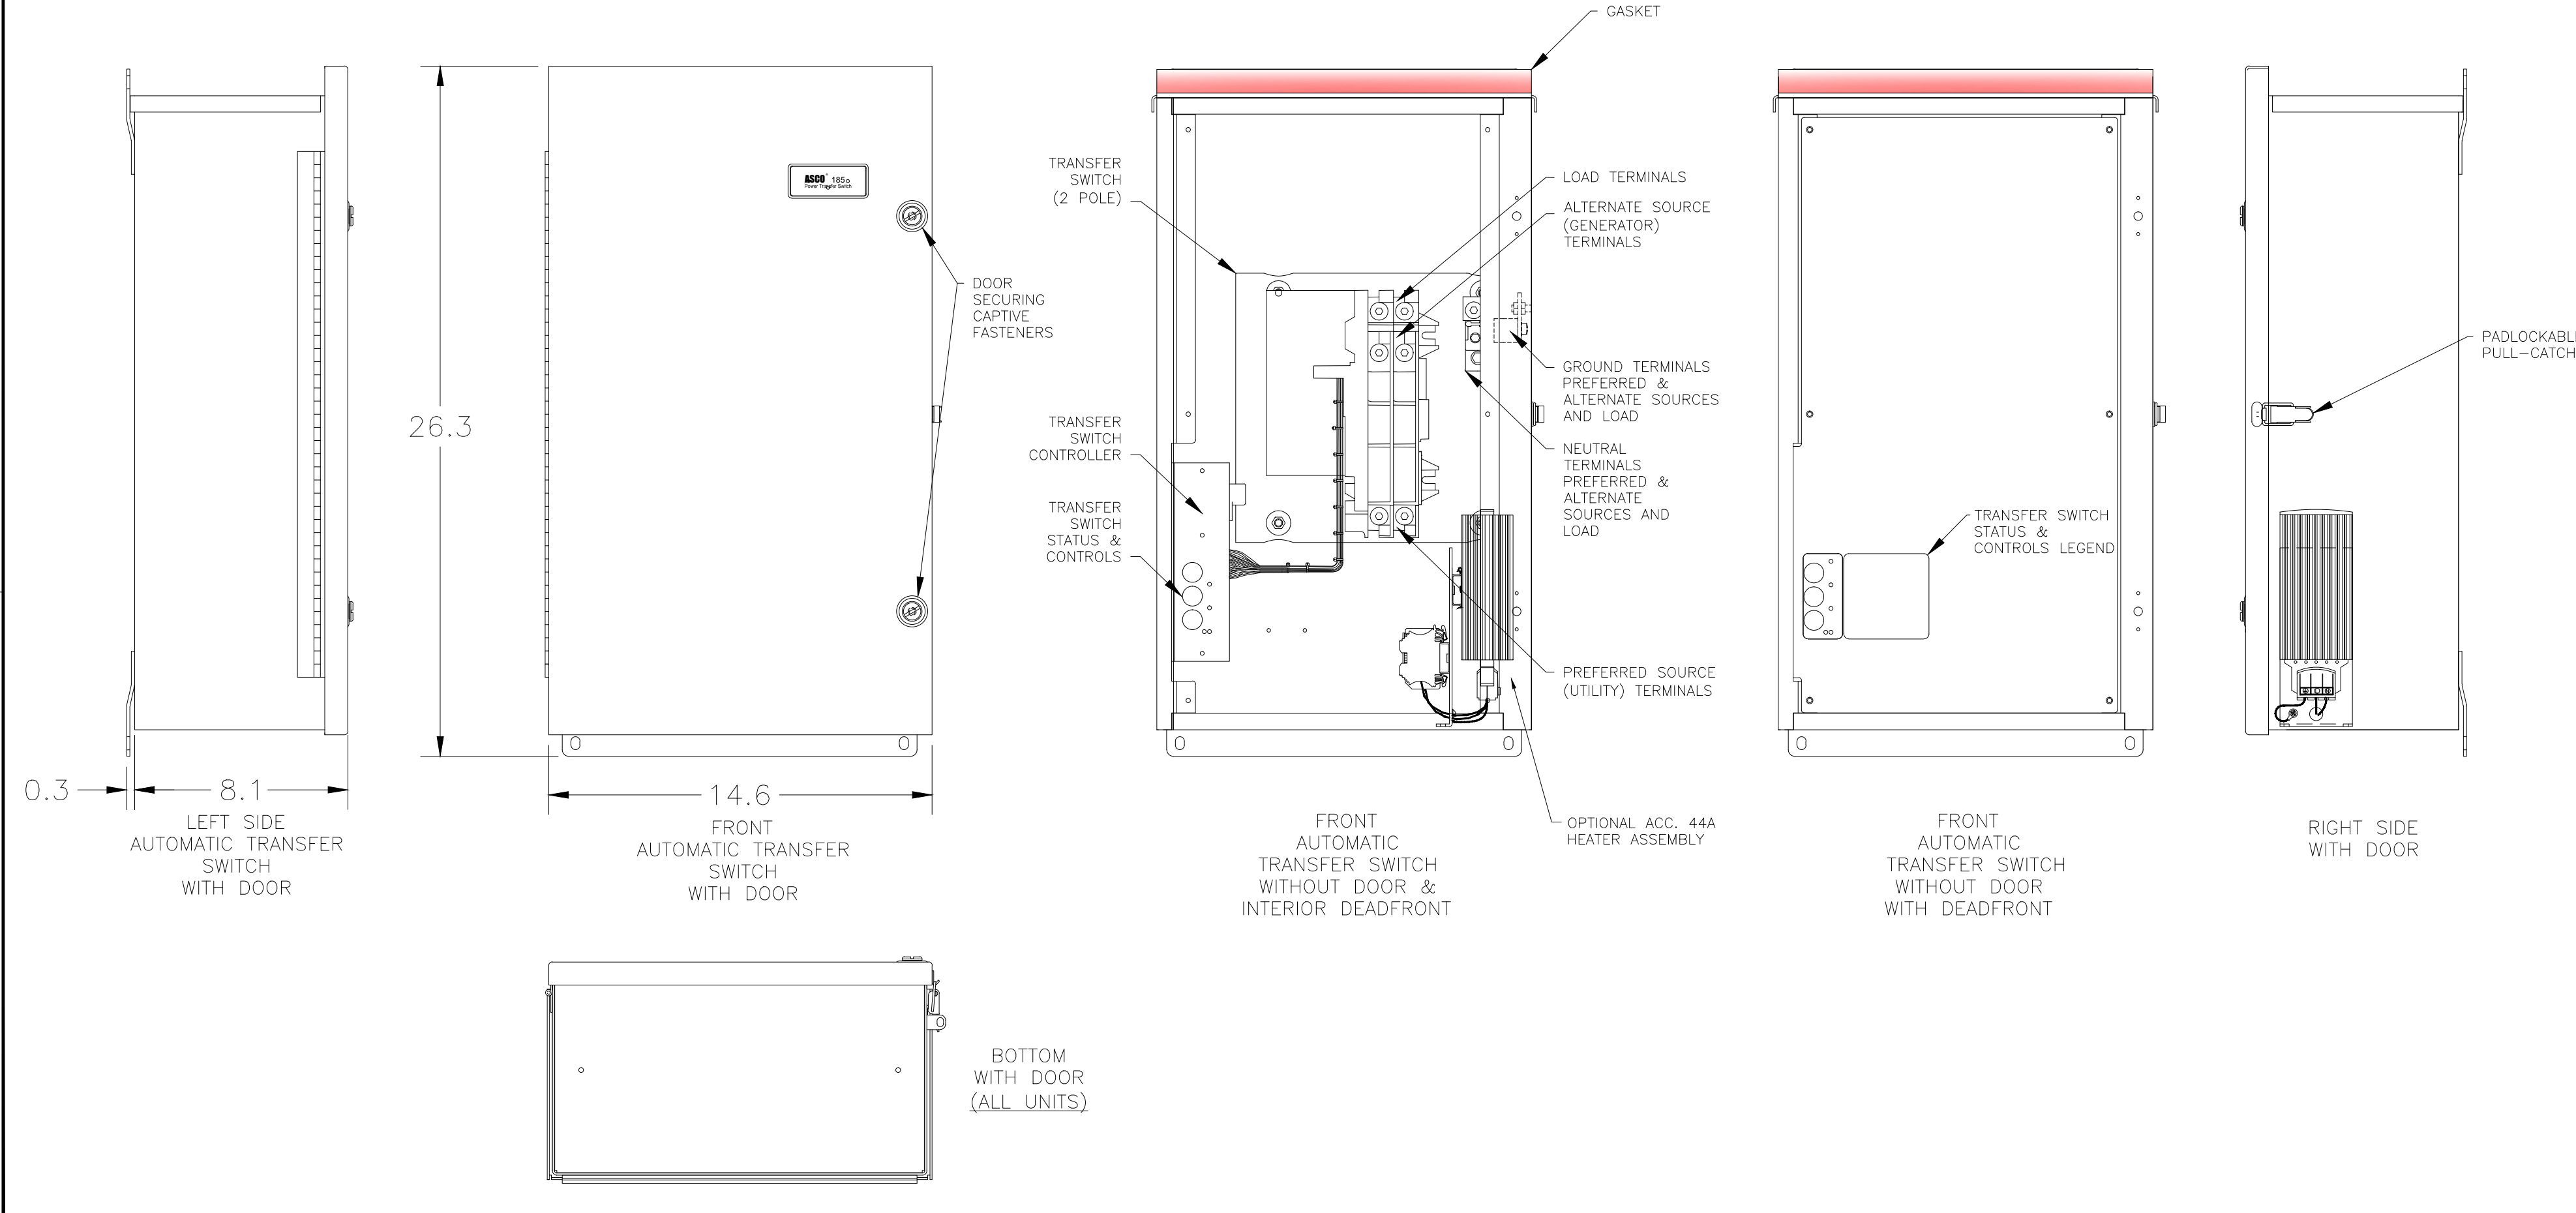 GASKET
TRANSFER
SWITCH
(2 POLE)
LOAD TERMINALS
ALTERNATE SOURCE
(GENERATOR)
TERMINALS
ASCO® 185o
Power Transfer Switch
DOOR
SECURING
CAPTIVE
FASTENERS
PADLOCKABL
PULL-CATCH
GROUND TERMINALS
PREFERRED &
ALTERNATE SOURCES
AND LOAD
26.3
TRANSFER
SWITCH
CONTROLLER
NEUTRAL
TERMINALS
PREFERRED &
ALTERNATE
SOURCES AND
LOAD
TRANSFER
SWITCH
STATUS &
CONTROLS
TRANSFER SWITCH
STATUS &
CONTROLS LEGEND
PREFERRED SOURCE
(UTILITY) TERMINALS
0.3
8.1
14.6
OPTIONAL ACC. 44A
HEATER ASSEMBLY
LEFT SIDE
AUTOMATIC TRANSFER
SWITCH
WITH DOOR
FRONT
AUTOMATIC TRANSFER
SWITCH
WITH DOOR
FRONT
AUTOMATIC
TRANSFER SWITCH
WITHOUT DOOR &
INTERIOR DEADFRONT
FRONT
AUTOMATIC
TRANSFER SWITCH
WITHOUT DOOR
WITH DEADFRONT
RIGHT SIDE
WITH DOOR
BOTTOM
WITH DOOR
(ALL UNITS)